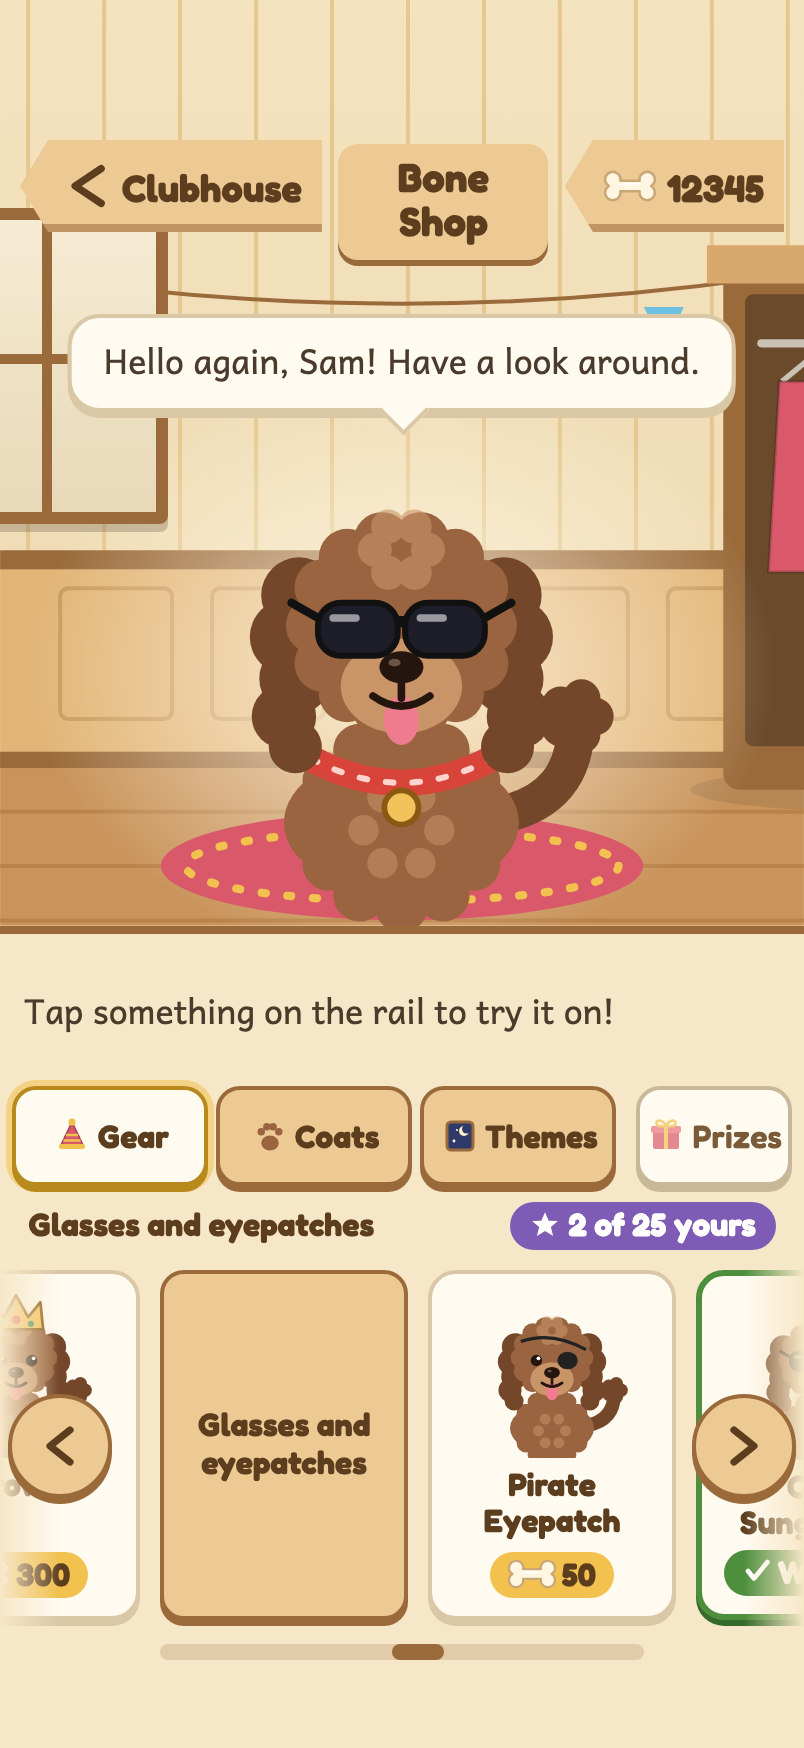 Clubhouse
Bone
Shop
12345
Hello again, Sam! Have a look around.
Tap something on the rail to try it on!
Gear
Coats
Themes
Prizes
Glasses and eyepatches
2 of 25 yours
300
Glasses and
eyepatches
Pirate
Eyepatch
50